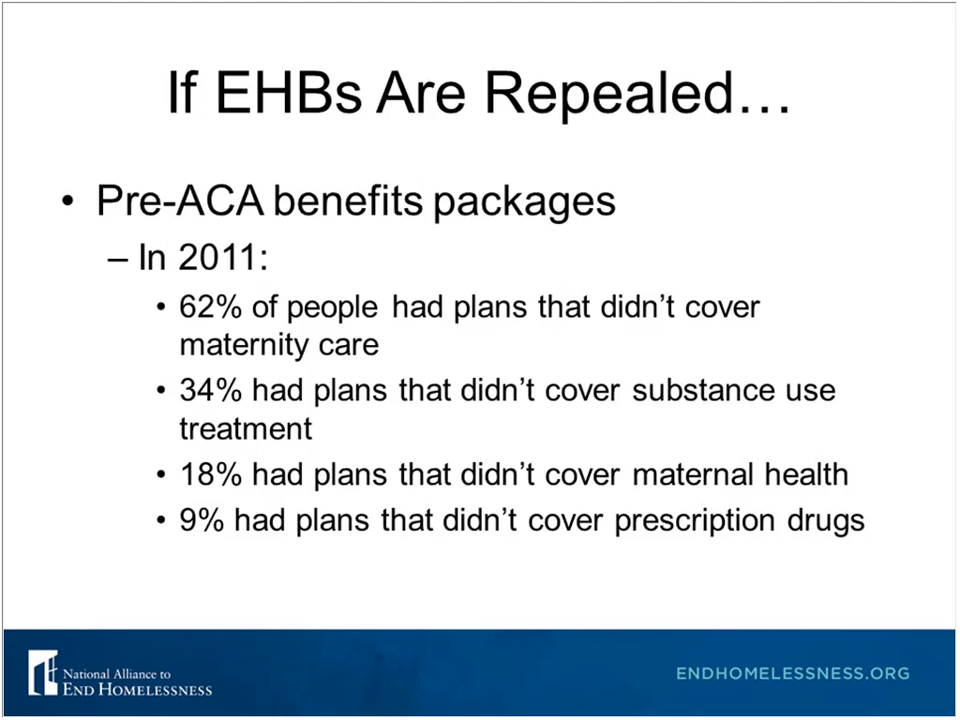 If EHBs Are Repealed…
• Pre-ACA benefits packages
– In 2011:
• 62% of people had plans that didn’t cover
maternity care
• 34% had plans that didn’t cover substance use
treatment
• 18% had plans that didn’t cover maternal health
• 9% had plans that didn’t cover prescription drugs
National Alliance to
END HOMELESSNESS
ENDHOMELESSNESS.ORG